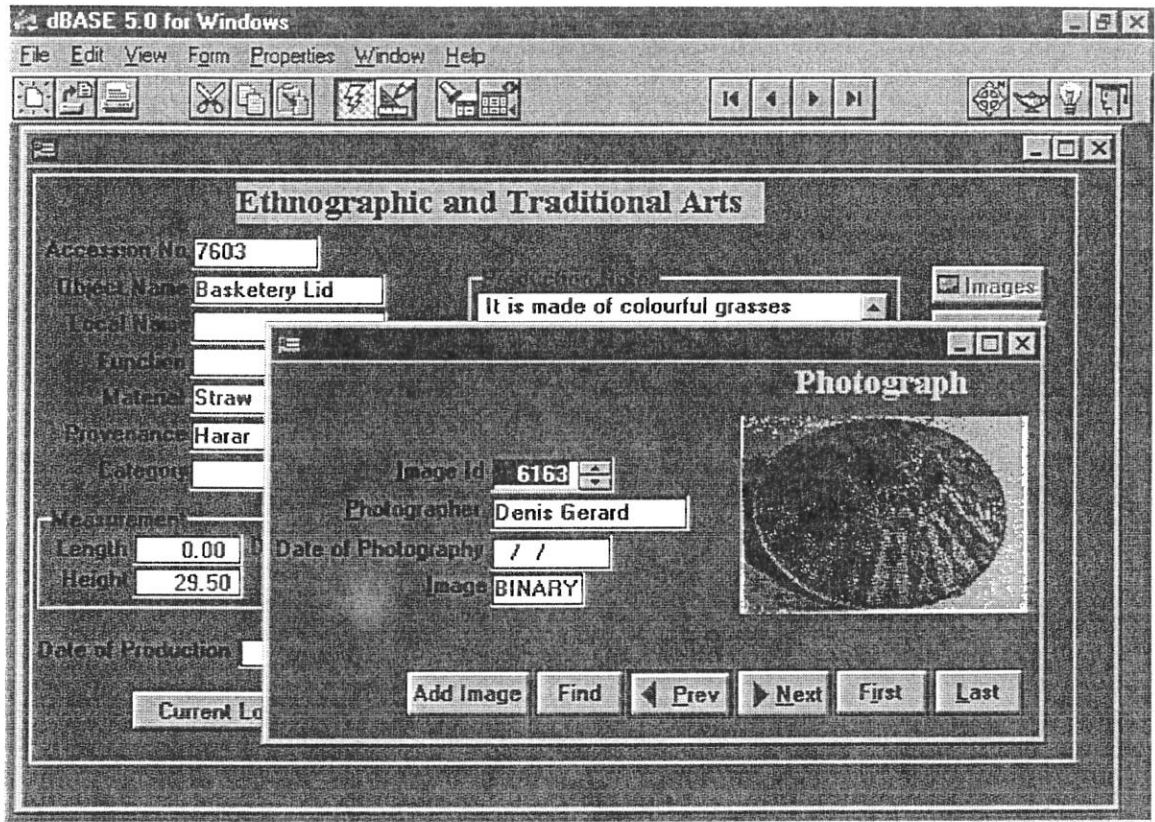 dBASE 5.0 for Windows
File Edit View Form Properties Window Help
Ethnographic and Traditional Arts
Accession No 7603
Object Name Basketery Lid
Production Note
It is made of colourful grasses
Images
Local Name
Function
Material Straw
Provenance Harar
Category
Measurement
Length 0.00
Height 29.50
Date of Production
Current Lo
Photograph
Image Id 6163
Photographer Denis Gerard
Date of Photography / /
Image BINARY
Add Image Find Prev Next First Last